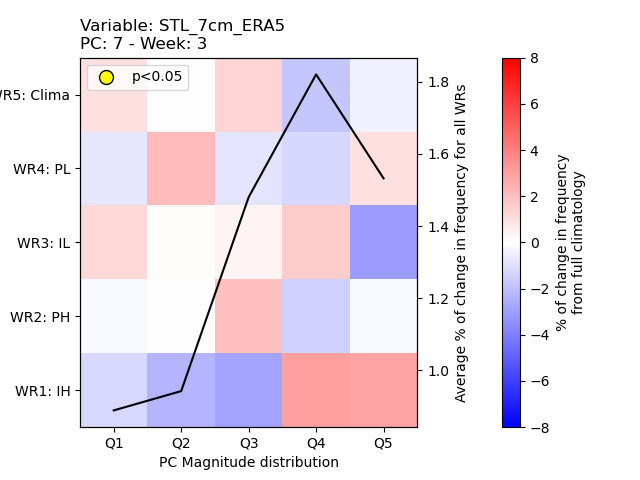 Variable: STL_7cm_ERA5
PC: 7 - Week: 3
p<0.05
WR5: Clima
WR4: PL
WR3: IL
WR2: PH
WR1: IH
Q1 Q2 Q3 Q4 Q5
PC Magnitude distribution
1.8
1.6
1.4
1.2
1.0
Average % of change in frequency for all WRs
8
6
4
2
0
−2
−4
−6
−8
% of change in frequency
from full climatology